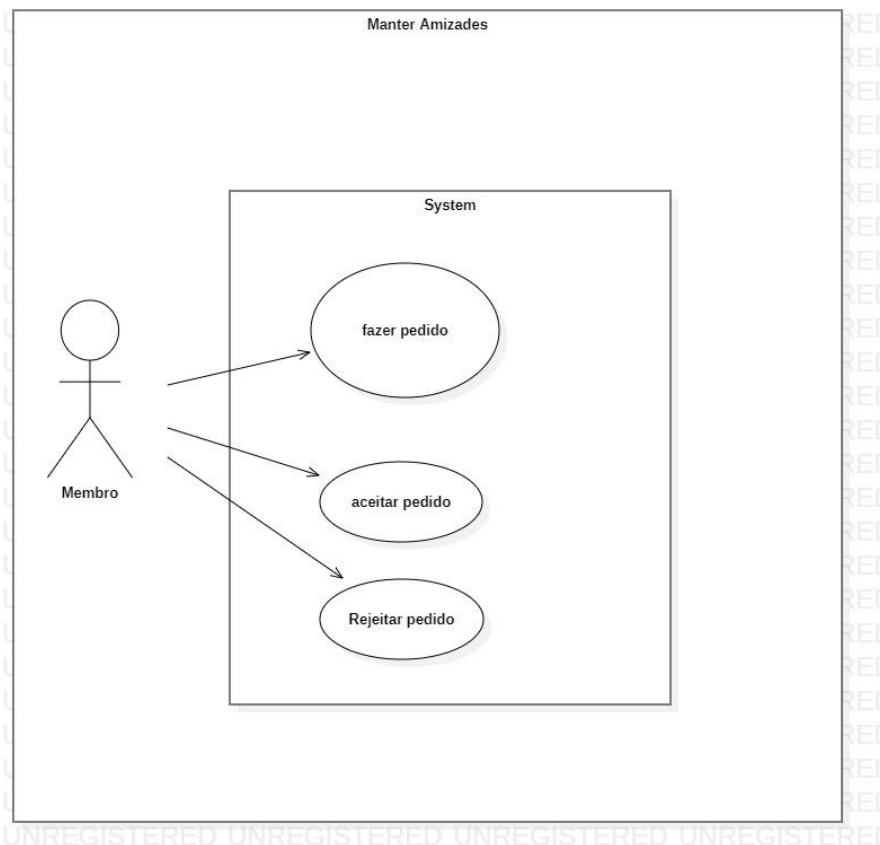 Manter Amizades
System
fazer pedido
aceitar pedido
Membro
Rejeitar pedido
UNREGISTERED UNREGISTERED UNREGISTERED UNREGISTERED